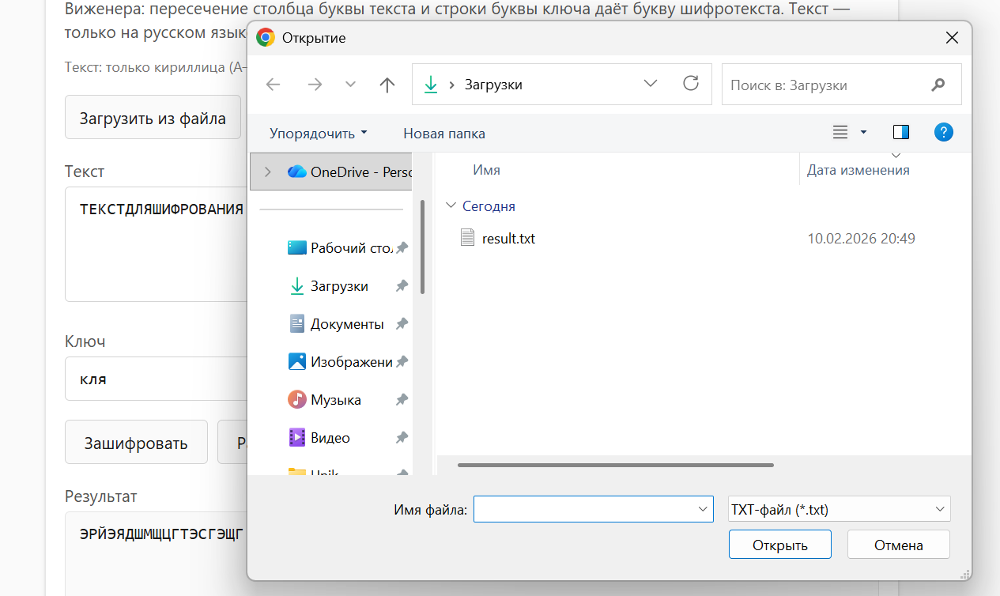 Виженера: пересечение столбца буквы текста и строки буквы ключа даёт букву шифротекста. Текст —
только на русском язык
Текст: только кириллица (А–
Загрузить из файла
Текст
ТЕКСТДЛЯШИФРОВАНИЯ
Ключ
кля
Зашифровать
Результат
ЭРЙЭЯДШМЩЦГТЭСГЭЩГ
Открытие
Загрузки
Поиск в: Загрузки
Упорядочить
Новая папка
OneDrive - Perso
Имя
Дата изменения
Сегодня
result.txt
10.02.2026 20:49
Рабочий стол
Загрузки
Документы
Изображени
Музыка
Видео
Unik
Имя файла:
TXT-файл (*.txt)
Открыть
Отмена